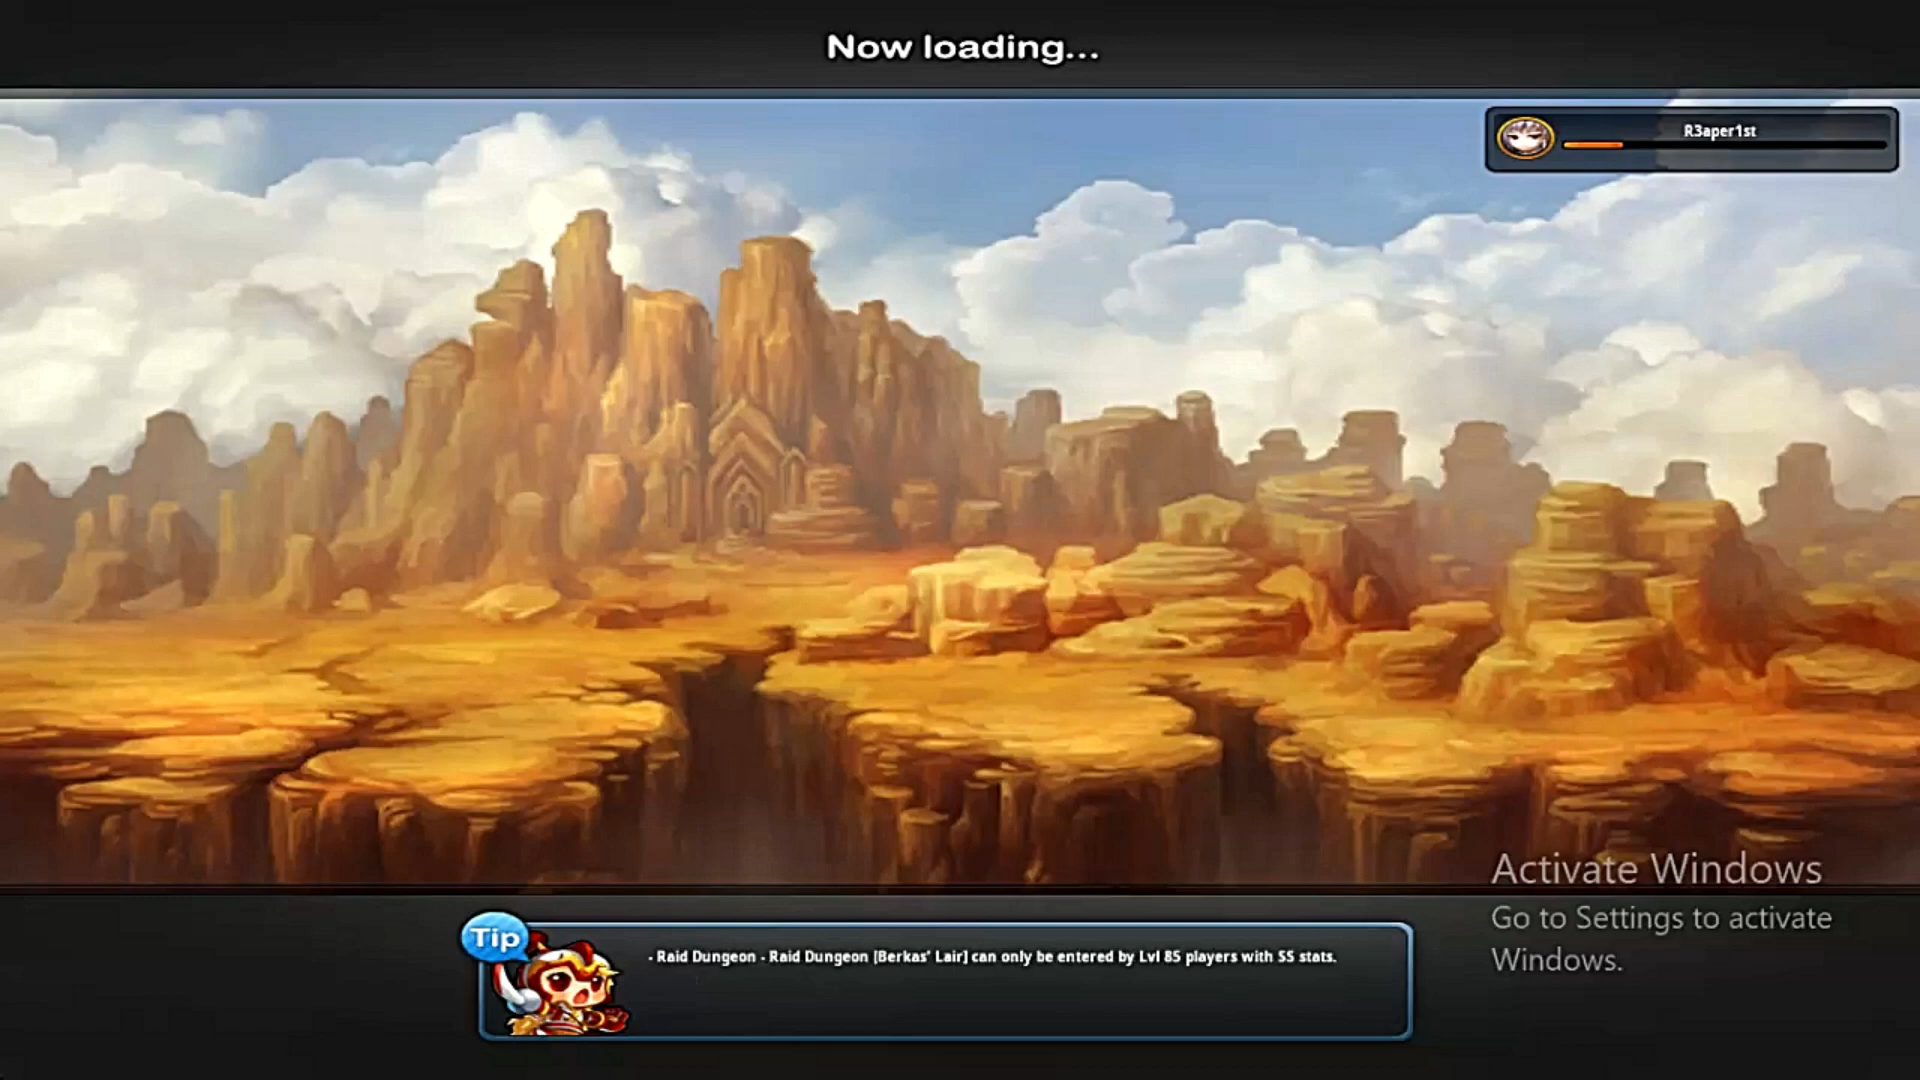 Now loading...
R3aper1st
Activate Windows
Go to Settings to activate
Windows.
Tip
- Raid Dungeon - Raid Dungeon [Berkas' Lair] can only be entered by Lvl 85 players with SS stats.